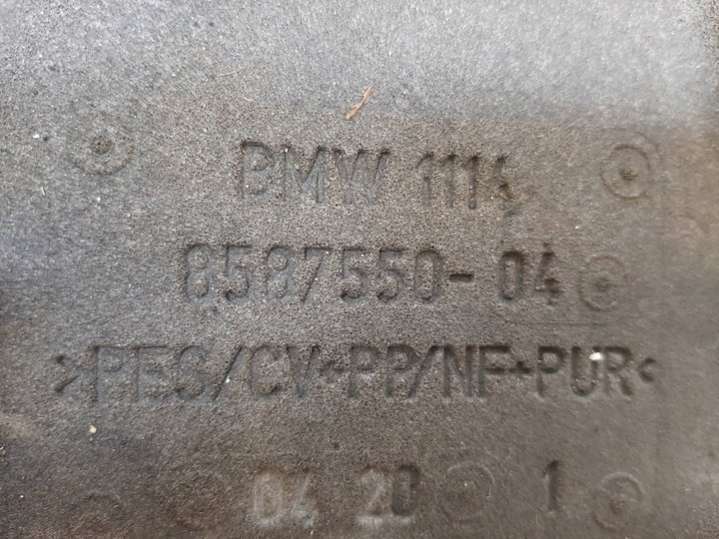 BMW 1114
8587550-04
>PES/CV+PP/NF+PUR<
04 20 1